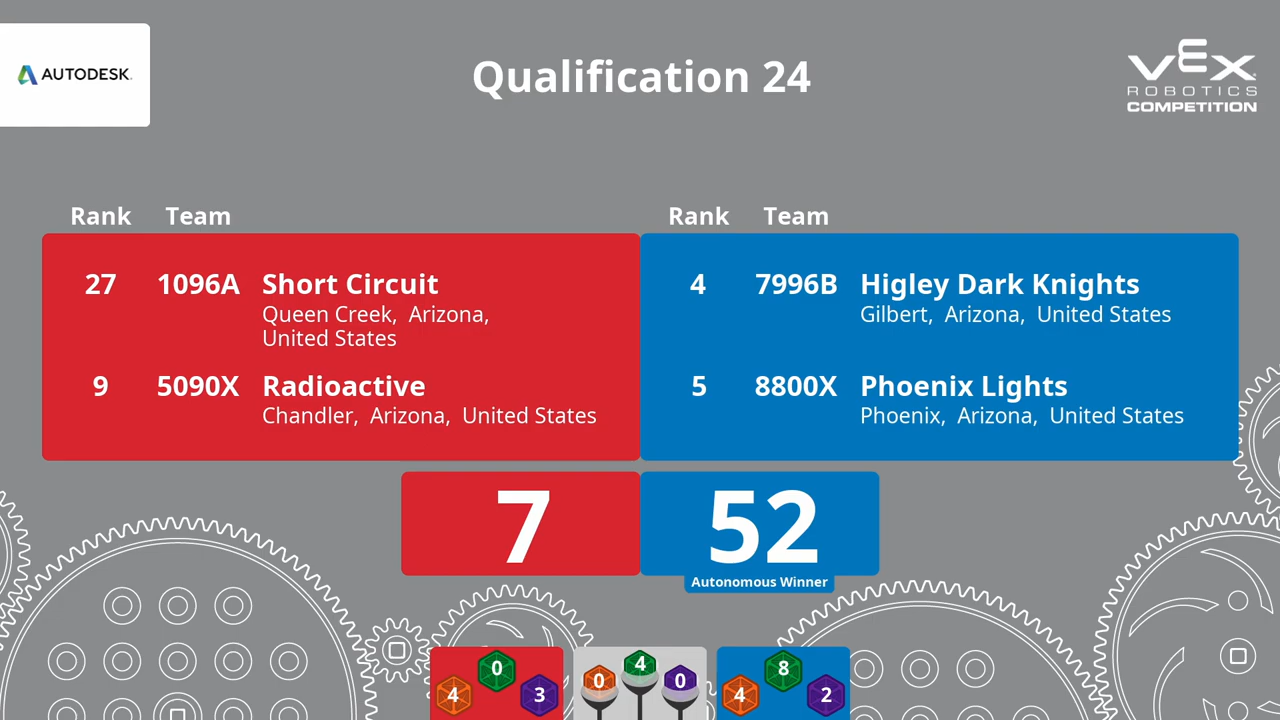 AUTODESK.
Qualification 24
VEX
ROBOTICS
COMPETITION
Rank Team
27 1096A Short Circuit
Queen Creek, Arizona,
United States
9 5090X Radioactive
Chandler, Arizona, United States
Rank Team
4 7996B Higley Dark Knights
Gilbert, Arizona, United States
5 8800X Phoenix Lights
Phoenix, Arizona, United States
7
52
Autonomous Winner
0
4 3
4
0 0
8
4 2